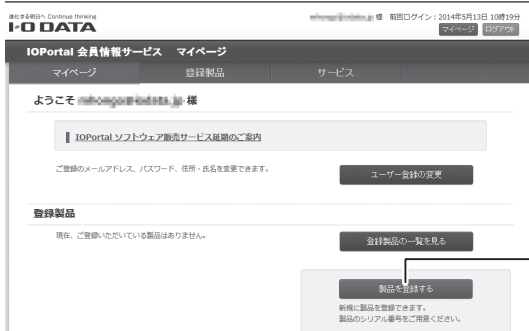 進化する明日へ Continue thinking
I-O DATA
様 前回ログイン：2014年5月13日 10時19分
マイページ ログアウト
IOPortal 会員情報サービス マイページ
マイページ 登録製品 サービス
ようこそ 様
IOPortal ソフトウェア販売サービス延期のご案内
ご登録のメールアドレス、パスワード、住所・氏名を変更できます。
ユーザー登録の変更
登録製品
現在、ご登録いただいている製品はありません。
登録製品の一覧を見る
製品を登録する
新規に製品を登録できます。
製品のシリアル番号をご用意ください。